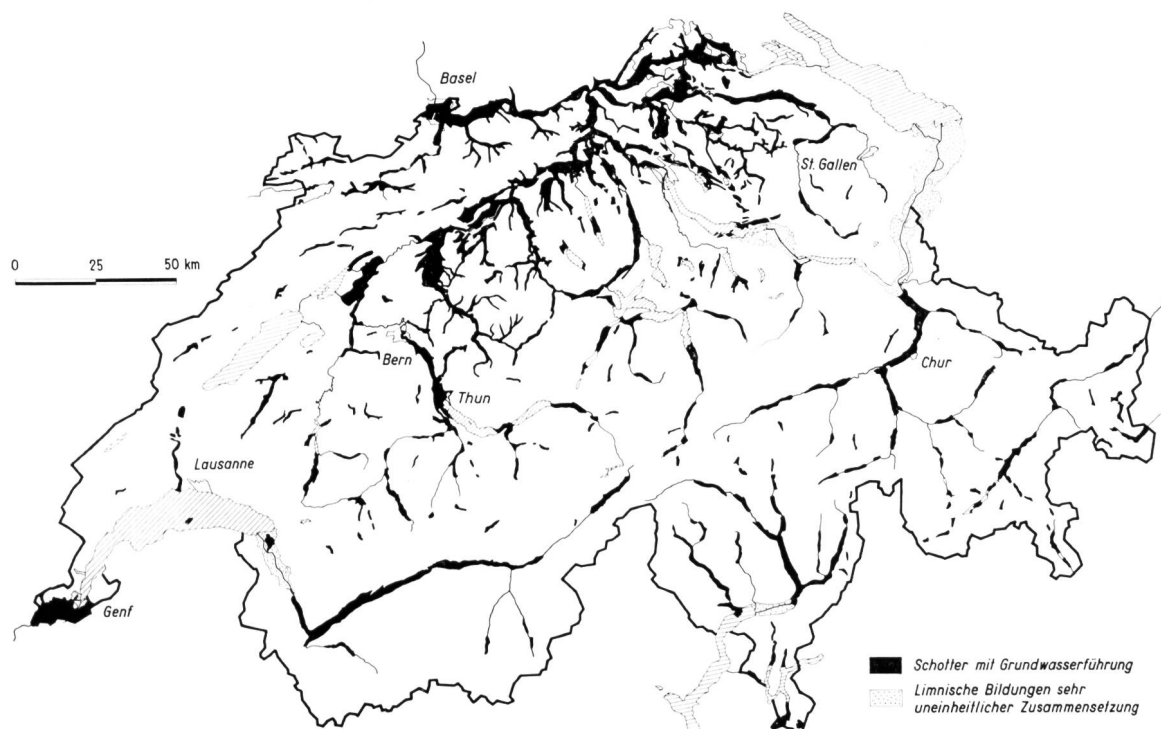 Basel
St. Gallen
0 25 50 km
Bern
Thun
Chur
Lausanne
Genf
Schotter mit Grundwasserführung
Limnische Bildungen sehr
uneinheitlicher Zusammensetzung